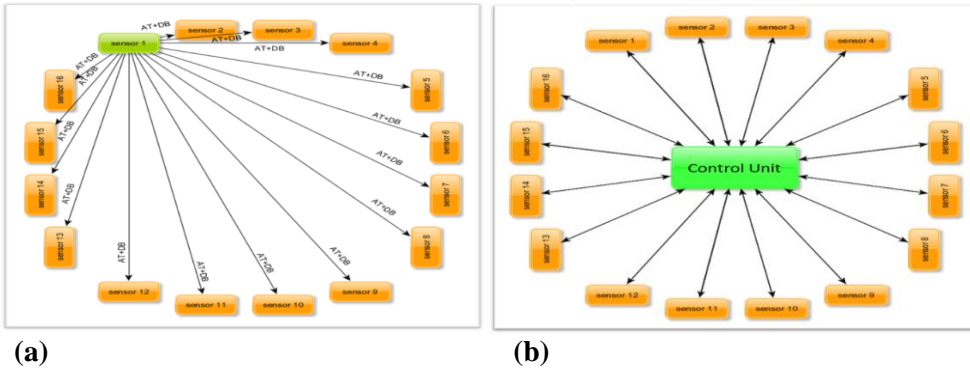 AT+DB
sensor 1
sensor 2
sensor 3
AT+DB
AT+DB
sensor 4
AT+DB
AT+DB
sensor 16
AT+DB
sensor 5
AT+DB
sensor 15
AT+DB
AT+DB
sensor 6
sensor 14
AT+DB
AT+DB
sensor 7
sensor 13
AT+DB
sensor 8
AT+DB
AT+DB
AT+DB
AT+DB
sensor 12
sensor 11
sensor 10
sensor 9
(a)
sensor 1
sensor 2
sensor 3
sensor 4
sensor 16
sensor 5
sensor 15
sensor 6
Control Unit
sensor 14
sensor 7
sensor 13
sensor 8
sensor 12
sensor 11
sensor 10
sensor 9
(b)